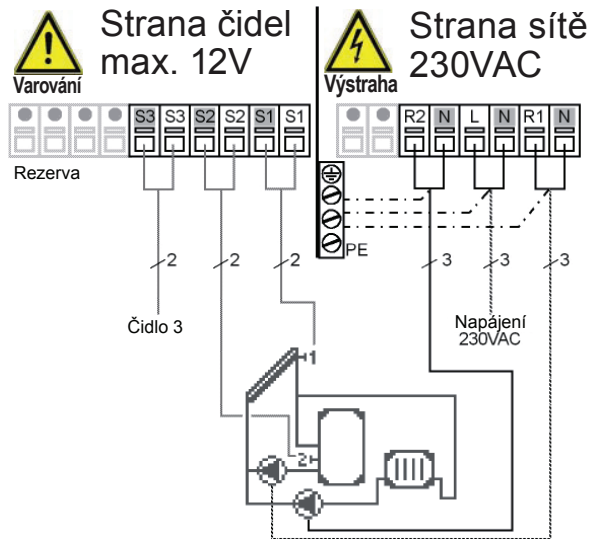 Strana čidel
max. 12V
Varování
Strana sítě
230VAC
Výstraha
S3 S3 S2 S2 S1 S1
R2 N L N R1 N
Rezerva
PE
2 2 2
3 3 3
Čidlo 3
Napájení
230VAC
1
2